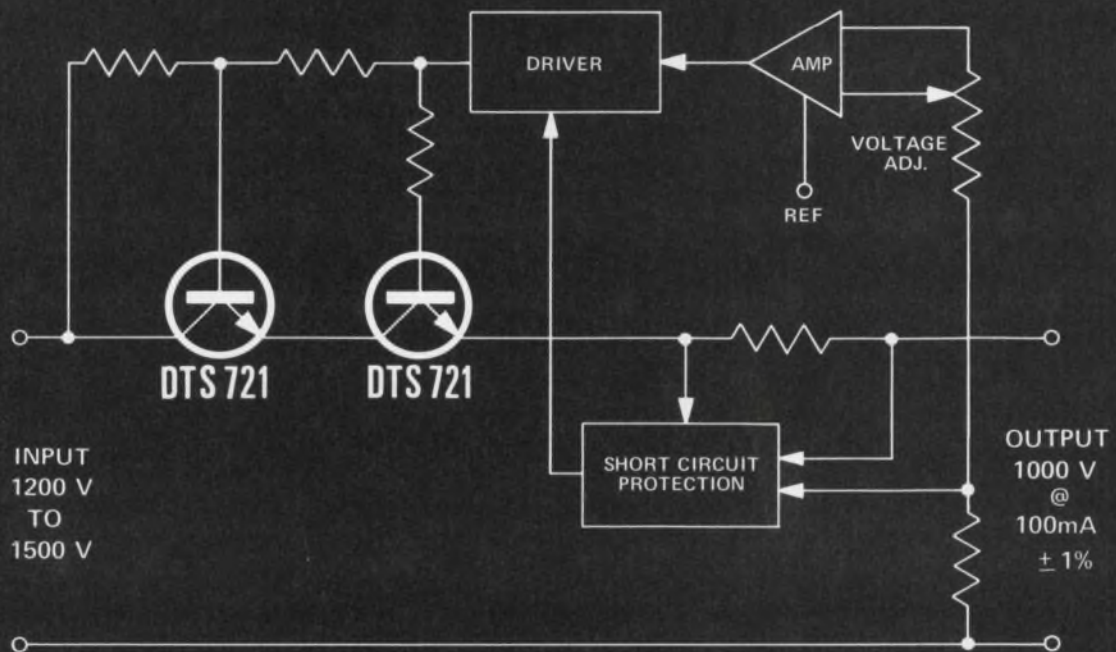 DRIVER
AMP
VOLTAGE
ADJ.
REF
DTS 721
DTS 721
INPUT
1200 V
TO
1500 V
SHORT CIRCUIT
PROTECTION
OUTPUT
1000 V
@
100mA
± 1%